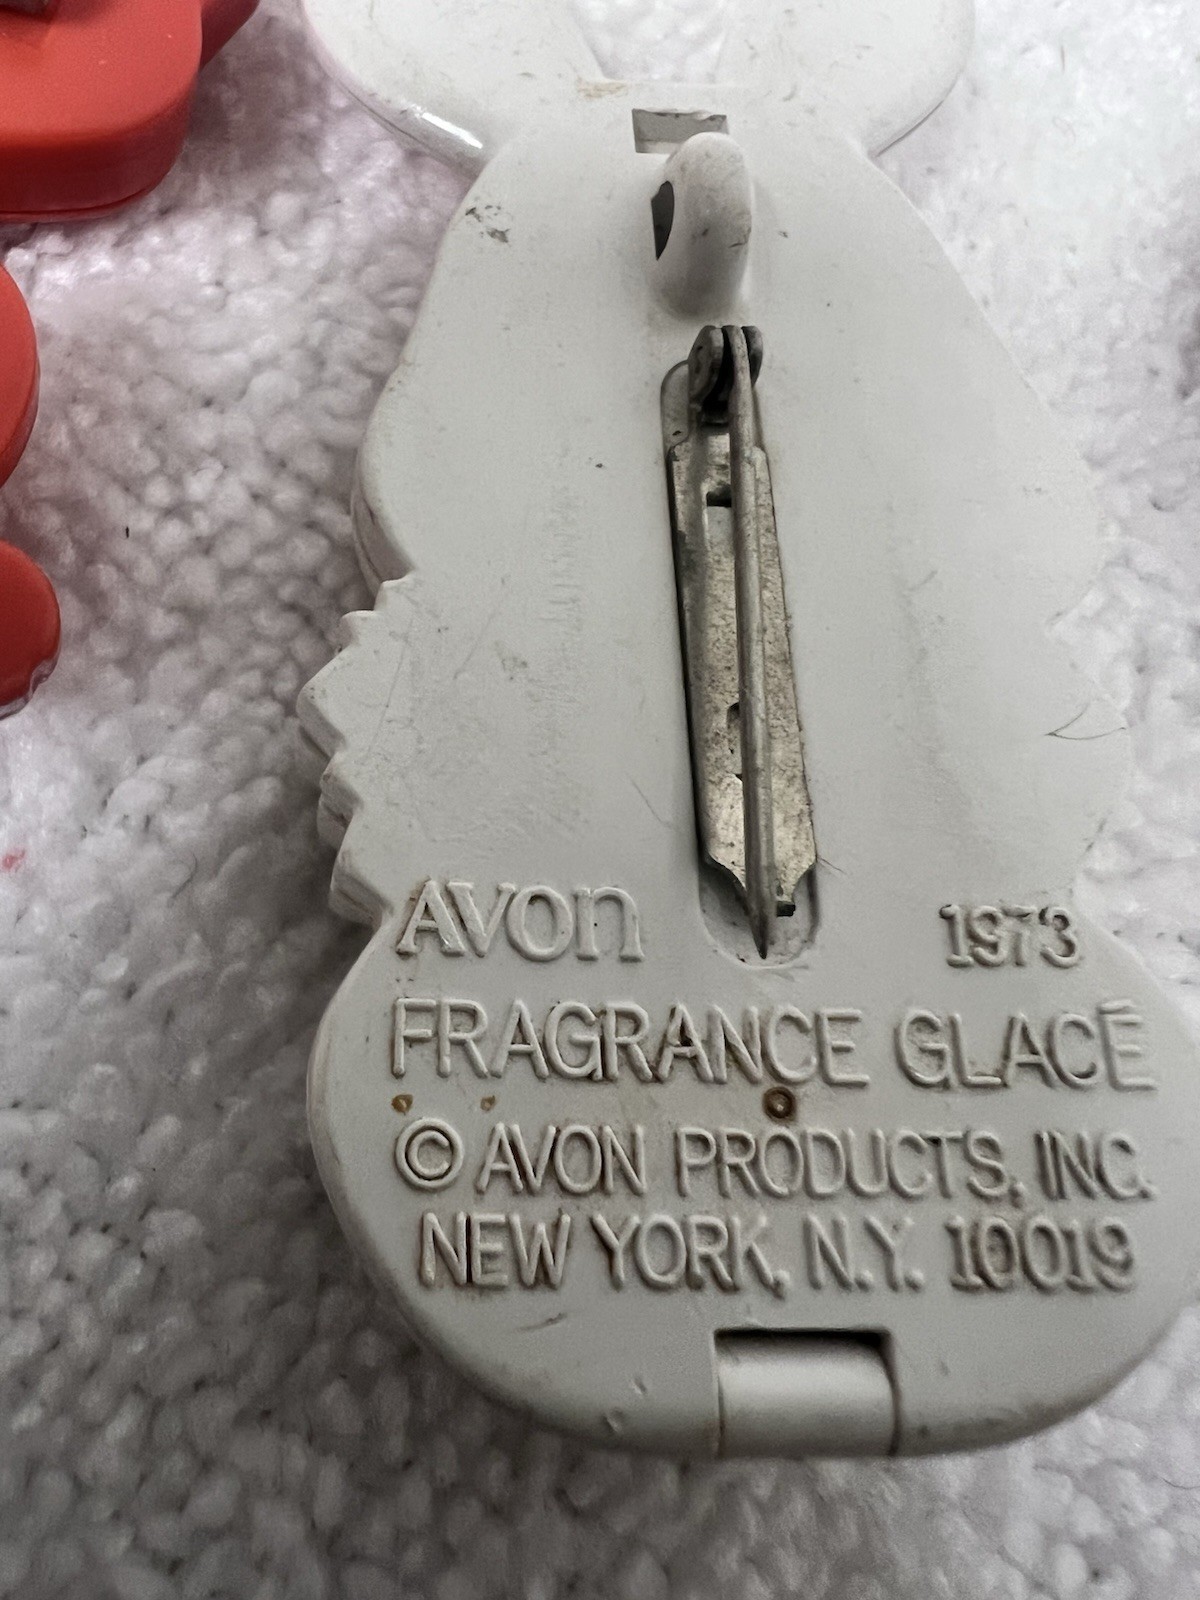 AVON 1973
FRAGRANCE GLACÉ
© AVON PRODUCTS, INC.
NEW YORK, N.Y. 10019